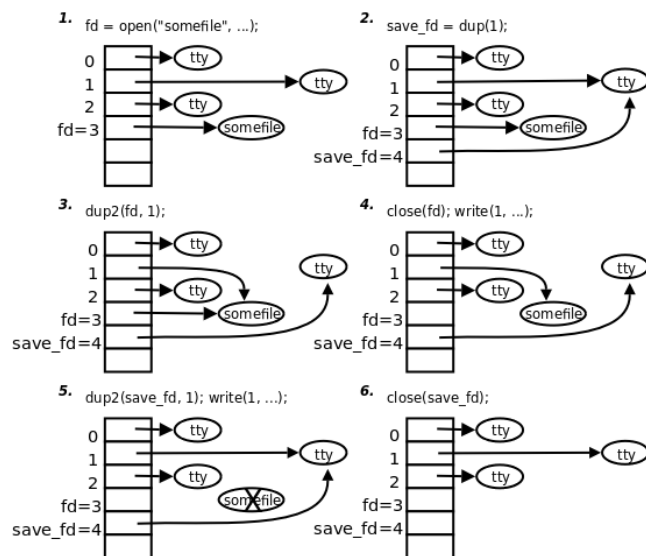 1. fd = open("somefile", ...);
0 tty
1 tty
2 tty
fd=3 somefile
2. save_fd = dup(1);
0 tty
1 tty
2 tty
fd=3 somefile
save_fd=4
3. dup2(fd, 1);
0 tty
1 tty
2 tty
fd=3 somefile
save_fd=4
4. close(fd); write(1, ...);
0 tty
1 tty
2 tty
fd=3 somefile
save_fd=4
5. dup2(save_fd, 1); write(1, ...);
0 tty
1 tty
2 tty
fd=3 somefile
save_fd=4
6. close(save_fd);
0 tty
1 tty
2 tty
fd=3
save_fd=4